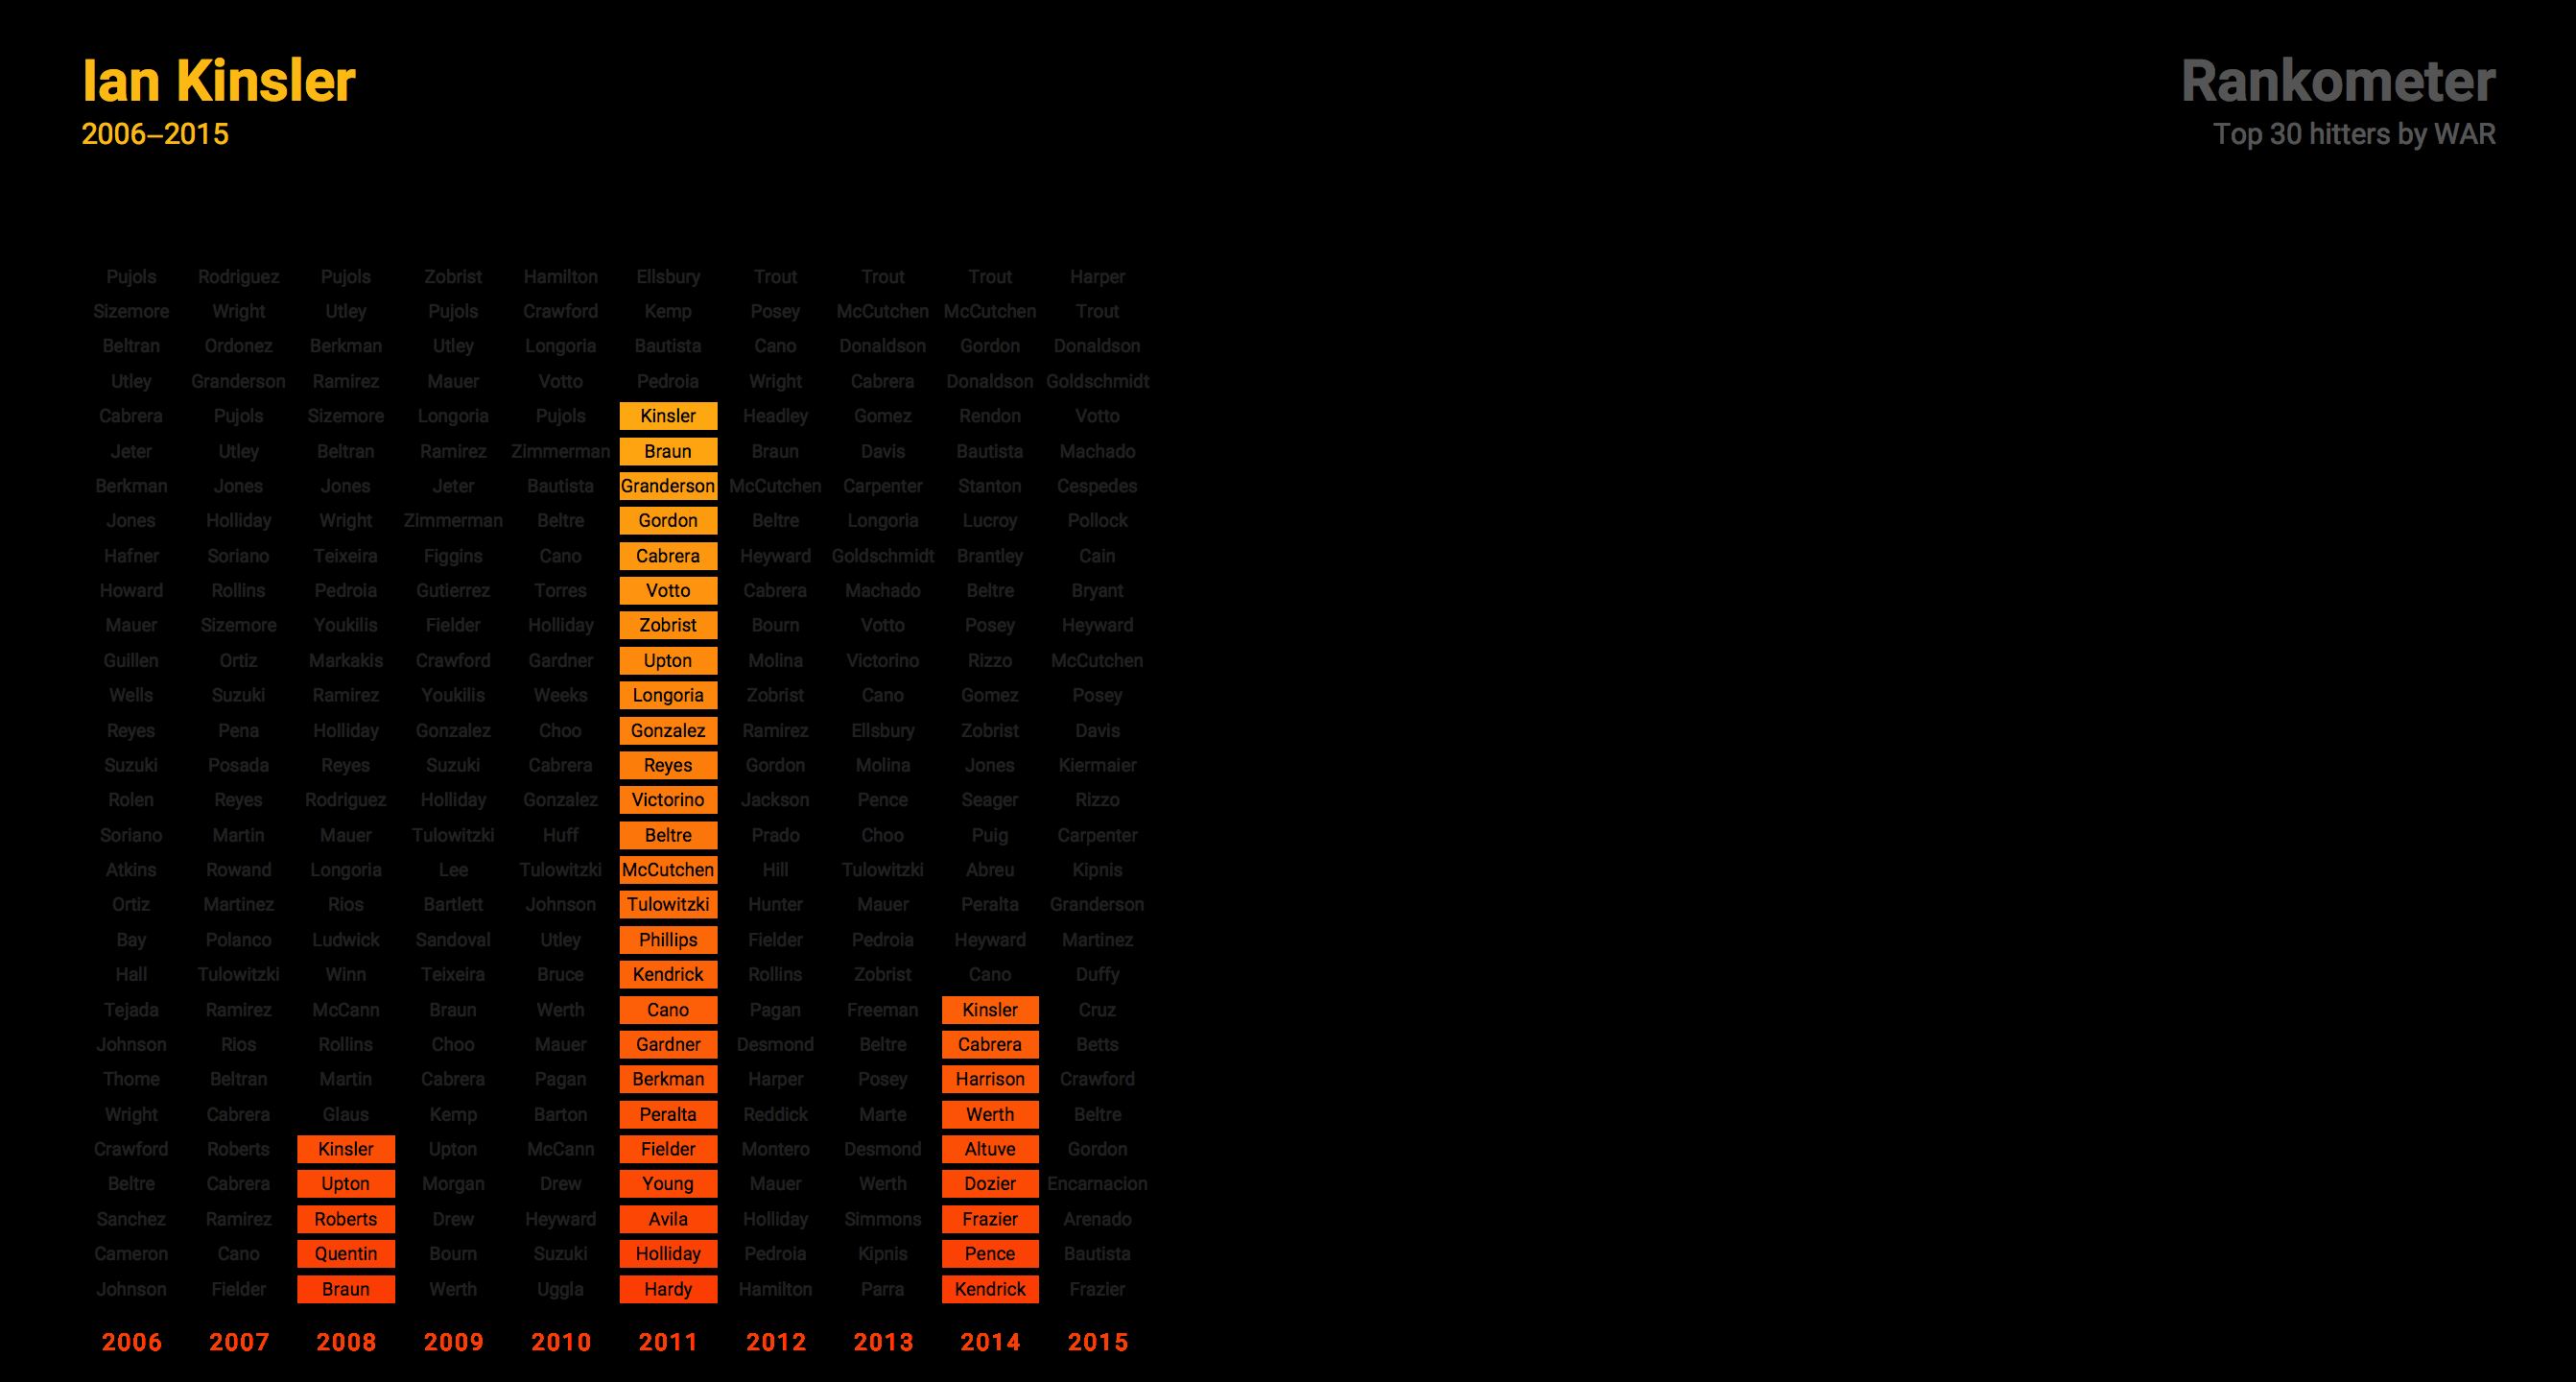 Ian Kinsler
2006–2015
Rankometer
Top 30 hitters by WAR
Pujols Rodriguez Pujols Zobrist Hamilton Ellsbury Trout Trout Trout Harper
Sizemore Wright Utley Pujols Crawford Kemp Posey McCutchen McCutchen Trout
Beltran Ordonez Berkman Utley Longoria Bautista Cano Donaldson Gordon Donaldson
Utley Granderson Ramirez Mauer Votto Pedroia Wright Cabrera Donaldson Goldschmidt
Cabrera Pujols Sizemore Longoria Pujols Kinsler Headley Gomez Rendon Votto
Jeter Utley Beltran Ramirez Zimmerman Braun Braun Davis Bautista Machado
Berkman Jones Jones Jeter Bautista Granderson McCutchen Carpenter Stanton Cespedes
Jones Holliday Wright Zimmerman Beltre Gordon Beltre Longoria Lucroy Pollock
Hafner Soriano Teixeira Figgins Cano Cabrera Heyward Goldschmidt Brantley Cain
Howard Rollins Pedroia Gutierrez Torres Votto Cabrera Machado Beltre Bryant
Mauer Sizemore Youkilis Fielder Holliday Zobrist Bourn Votto Posey Heyward
Guillen Ortiz Markakis Crawford Gardner Upton Molina Victorino Rizzo McCutchen
Wells Suzuki Ramirez Youkilis Weeks Longoria Zobrist Cano Gomez Posey
Reyes Pena Holliday Gonzalez Choo Gonzalez Ramirez Ellsbury Zobrist Davis
Suzuki Posada Reyes Suzuki Cabrera Reyes Gordon Molina Jones Kiermaier
Rolen Reyes Rodriguez Holliday Gonzalez Victorino Jackson Pence Seager Rizzo
Soriano Martin Mauer Tulowitzki Huff Beltre Prado Choo Puig Carpenter
Atkins Rowand Longoria Lee Tulowitzki McCutchen Hill Tulowitzki Abreu Kipnis
Ortiz Martinez Rios Bartlett Johnson Tulowitzki Hunter Mauer Peralta Granderson
Bay Polanco Ludwick Sandoval Utley Phillips Fielder Pedroia Heyward Martinez
Hall Tulowitzki Winn Teixeira Bruce Kendrick Rollins Zobrist Cano Duffy
Tejada Ramirez McCann Braun Werth Cano Pagan Freeman Kinsler Cruz
Johnson Rios Rollins Choo Mauer Gardner Desmond Beltre Cabrera Betts
Thome Beltran Martin Cabrera Pagan Berkman Harper Posey Harrison Crawford
Wright Cabrera Glaus Kemp Barton Peralta Reddick Marte Werth Beltre
Crawford Roberts Kinsler Upton McCann Fielder Montero Desmond Altuve Gordon
Beltre Cabrera Upton Morgan Drew Young Mauer Werth Dozier Encarnacion
Sanchez Ramirez Roberts Drew Heyward Avila Holliday Simmons Frazier Arenado
Cameron Cano Quentin Bourn Suzuki Holliday Pedroia Kipnis Pence Bautista
Johnson Fielder Braun Werth Uggla Hardy Hamilton Parra Kendrick Frazier
2006 2007 2008 2009 2010 2011 2012 2013 2014 2015